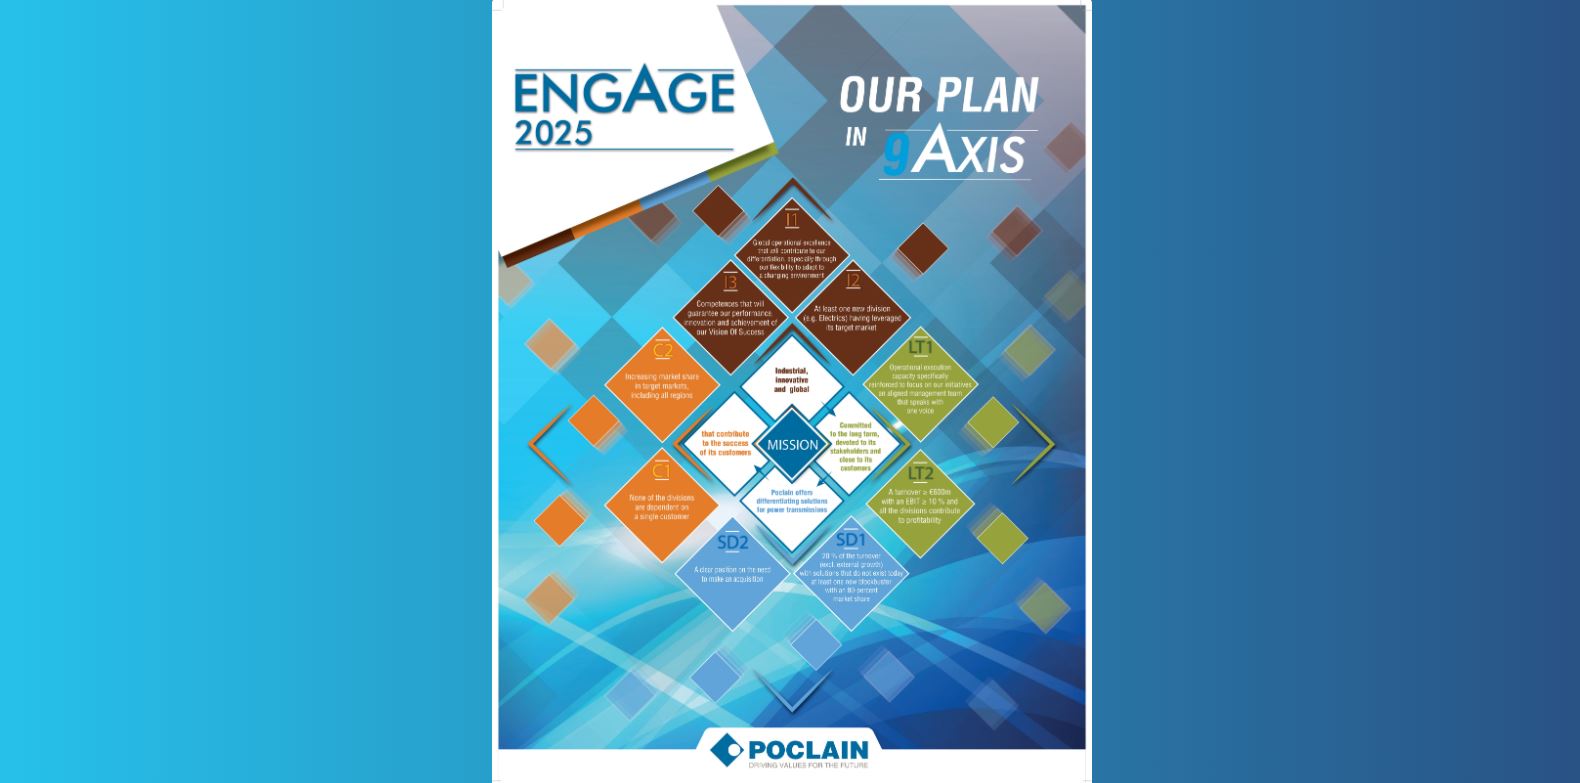 ENGAGE
2025
OUR PLAN
IN 9AXIS
I1
Global operational excellence
that will contribute to our
differentiation, especially through
our flexibility to adapt to
a changing environment
I3
Competences that will
guarantee our performance,
innovation and achievement of
our Vision Of Success
I2
At least one new division
(e.g. Electrics) having leveraged
its target market
C2
Increasing market share
in target markets,
including all regions
LT1
Operational execution
capacity specifically
reinforced to focus on our initiatives
an aligned management team
that speaks with
one voice
Industrial,
innovative
and global
that contribute
to the success
of its customers
MISSION
Committed
to the long term,
devoted to its
stakeholders and
close to its
customers
Poclain offers
differentiating solutions
for power transmissions
C1
None of the divisions
are dependent on
a single customer
LT2
A turnover ≥ €600m
with an EBIT ≥ 10 % and
all the divisions contribute
to profitability
SD2
A clear position on the need
to make an acquisition
SD1
20 % of the turnover
(excl. external growth)
with solutions that do not exist today
at least one new blockbuster
with an 80 percent
market share
POCLAIN
DRIVING VALUES FOR THE FUTURE